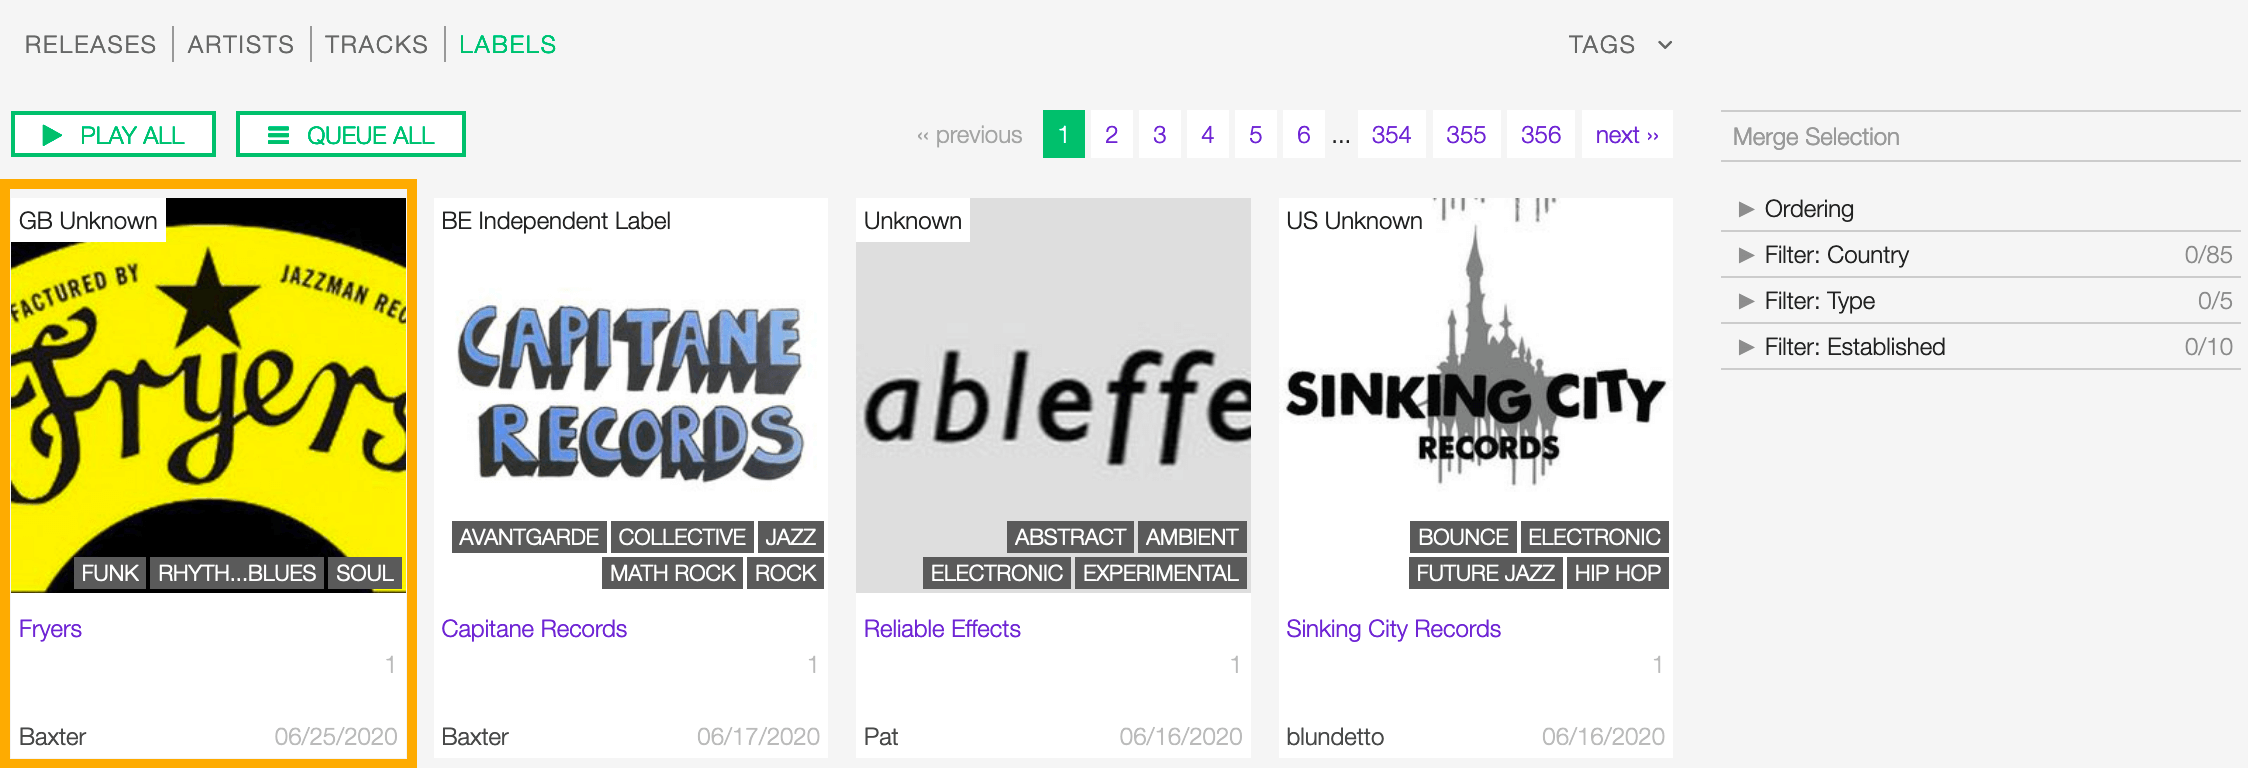 RELEASES
ARTISTS
TRACKS
LABELS
TAGS
PLAY ALL
QUEUE ALL
‹‹ previous
1
2
3
4
5
6
...
354
355
356
next ››
Merge Selection
Ordering
Filter: Country
0/85
Filter: Type
0/5
Filter: Established
0/10
GB Unknown
FACTURED BY
JAZZMAN REC
Fryers
FUNK
RHYTH...BLUES
SOUL
Fryers
1
Baxter
06/25/2020
BE Independent Label
CAPITANE
RECORDS
AVANTGARDE
COLLECTIVE
JAZZ
MATH ROCK
ROCK
Capitane Records
1
Baxter
06/17/2020
Unknown
ableffe
ABSTRACT
AMBIENT
ELECTRONIC
EXPERIMENTAL
Reliable Effects
1
Pat
06/16/2020
US Unknown
SINKING CITY
RECORDS
BOUNCE
ELECTRONIC
FUTURE JAZZ
HIP HOP
Sinking City Records
1
blundetto
06/16/2020